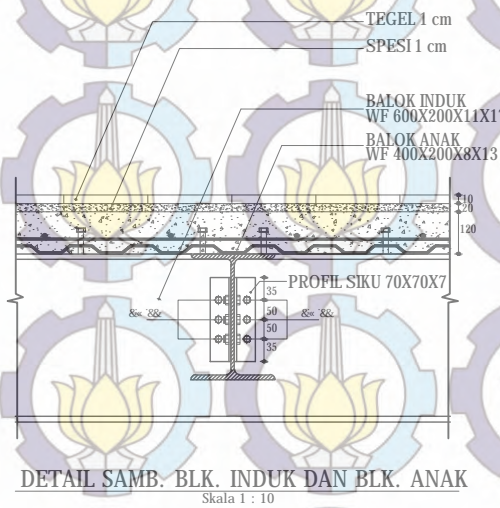 TEGEL 1 cm
SPESI 1 cm
BALOK INDUK
WF 600X200X11X1
BALOK ANAK
WF 400X200X8X13
10
20
120
PROFIL SIKU 70X70X7
35
50
50
35
DETAIL SAMB. BLK. INDUK DAN BLK. ANAK
Skala 1 : 10